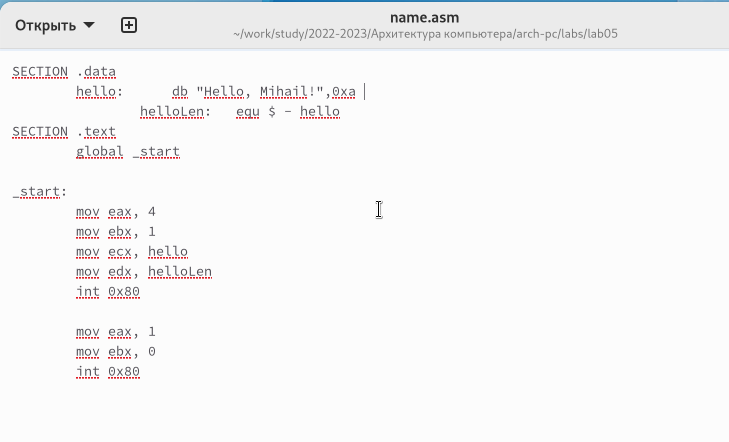 Открыть
name.asm
~/work/study/2022-2023/Архитектура компьютера/arch-pc/labs/lab05
SECTION .data
hello: db "Hello, Mihail!",0xa
helloLen: equ $ - hello
SECTION .text
global _start
_start:
mov eax, 4
mov ebx, 1
mov ecx, hello
mov edx, helloLen
int 0x80
mov eax, 1
mov ebx, 0
int 0x80